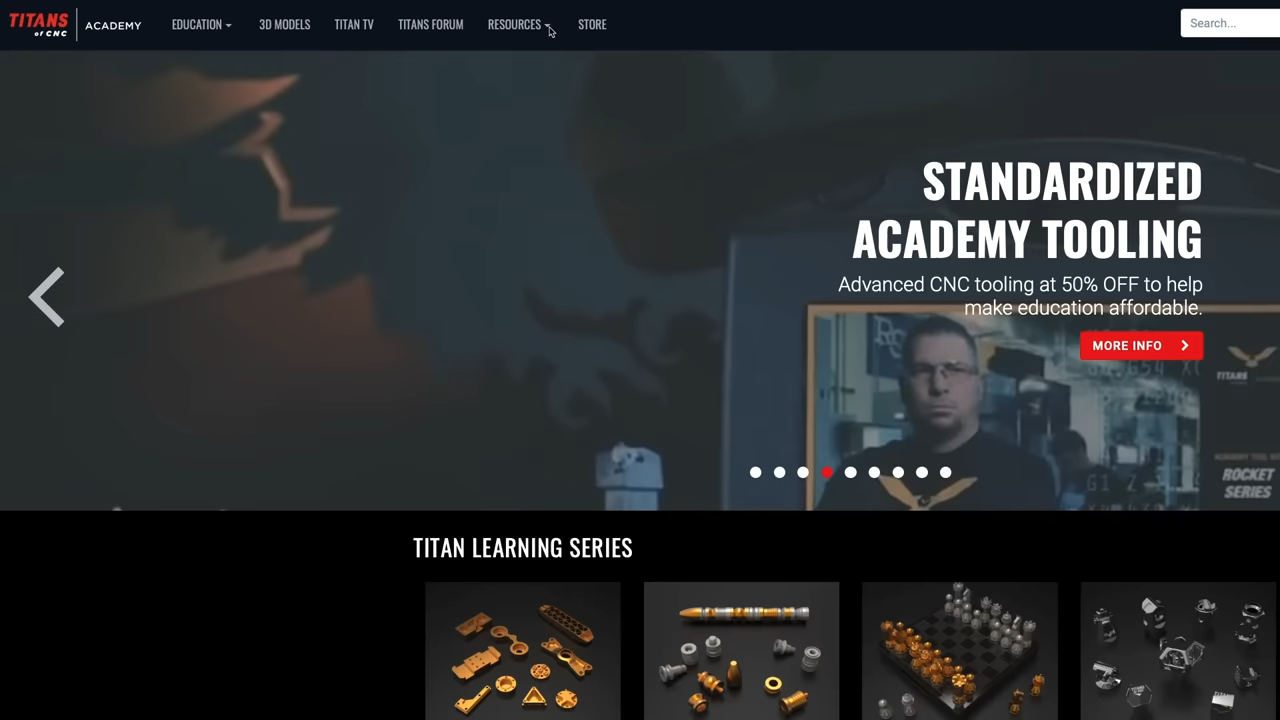 TITANS
of CNC
ACADEMY
EDUCATION
3D MODELS
TITAN TV
TITANS FORUM
RESOURCES
STORE
Search...
STANDARDIZED
ACADEMY TOOLING
Advanced CNC tooling at 50% OFF to help
make education affordable.
MORE INFO
TITANS
ROCKET
SERIES
TITAN LEARNING SERIES